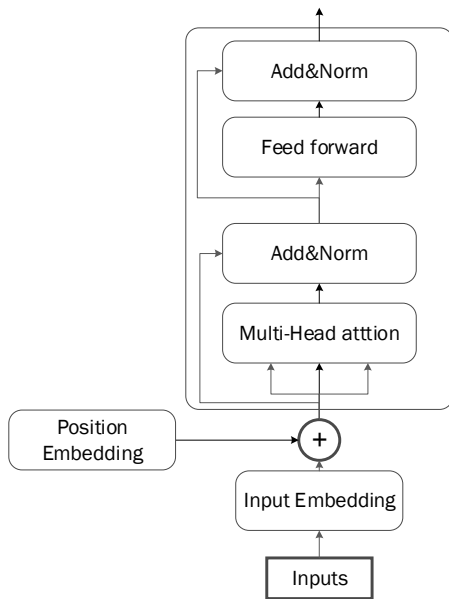 Add&Norm
Feed forward
Add&Norm
Multi-Head atttion
Position
Embedding
+
Input Embedding
Inputs